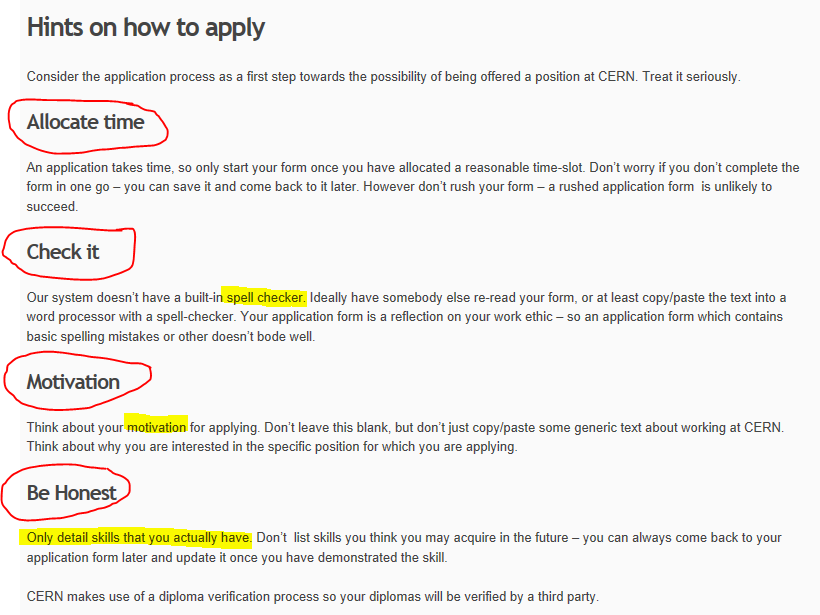 Hints on how to apply
Consider the application process as a first step towards the possibility of being offered a position at CERN. Treat it seriously.
Allocate time
An application takes time, so only start your form once you have allocated a reasonable time-slot. Don't worry if you don't complete the
form in one go – you can save it and come back to it later. However don't rush your form – a rushed application form  is unlikely to
succeed.
Check it
Our system doesn't have a built-in spell checker. Ideally have somebody else re-read your form, or at least copy/paste the text into a
word processor with a spell-checker. Your application form is a reflection on your work ethic – so an application form which contains
basic spelling mistakes or other doesn't bode well.
Motivation
Think about your motivation for applying. Don't leave this blank, but don't just copy/paste some generic text about working at CERN.
Think about why you are interested in the specific position for which you are applying.
Be Honest
Only detail skills that you actually have. Don't  list skills you think you may acquire in the future – you can always come back to your
application form later and update it once you have demonstrated the skill.
CERN makes use of a diploma verification process so your diplomas will be verified by a third party.